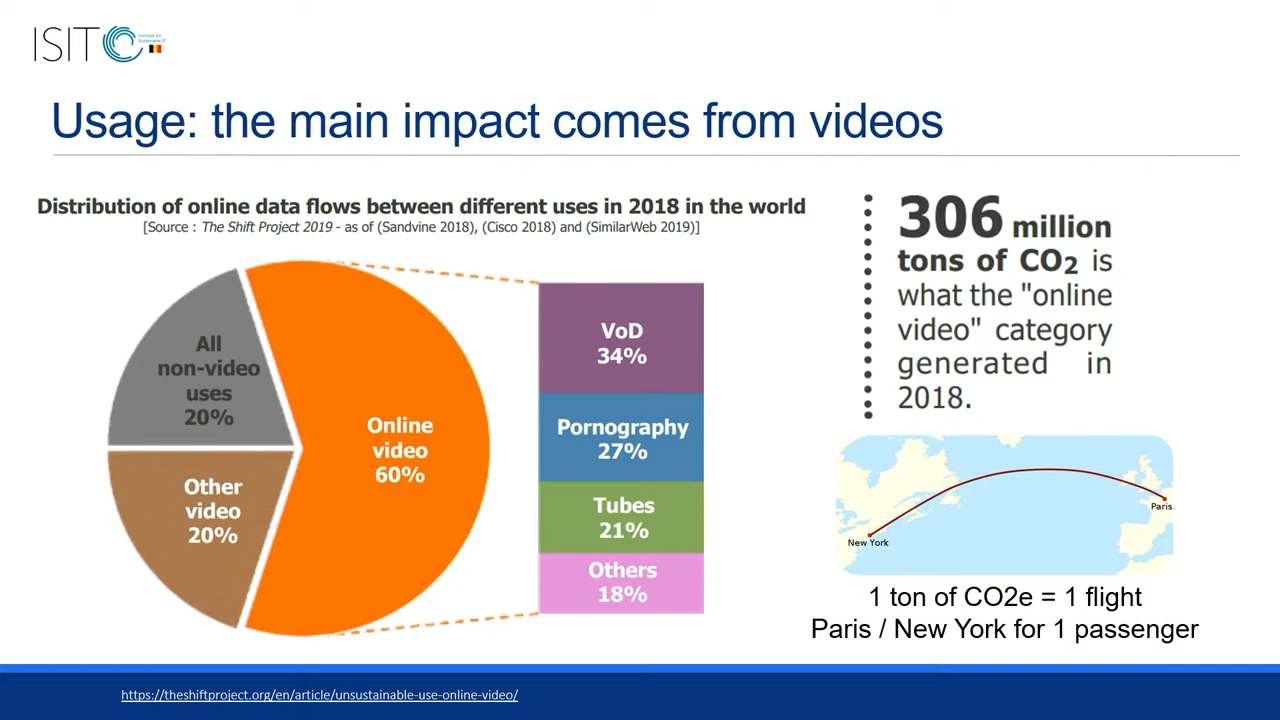 ISIT
Institute for
Sustainable IT
Usage: the main impact comes from videos
Distribution of online data flows between different uses in 2018 in the world
[Source : The Shift Project 2019 - as of (Sandvine 2018), (Cisco 2018) and (SimilarWeb 2019)]
All
non-video
uses
20%
Other
video
20%
Online
video
60%
VoD
34%
Pornography
27%
Tubes
21%
Others
18%
306 million
tons of CO2 is
what the "online
video" category
generated in
2018.
New York
Paris
1 ton of CO2e = 1 flight
Paris / New York for 1 passenger
https://theshiftproject.org/en/article/unsustainable-use-online-video/